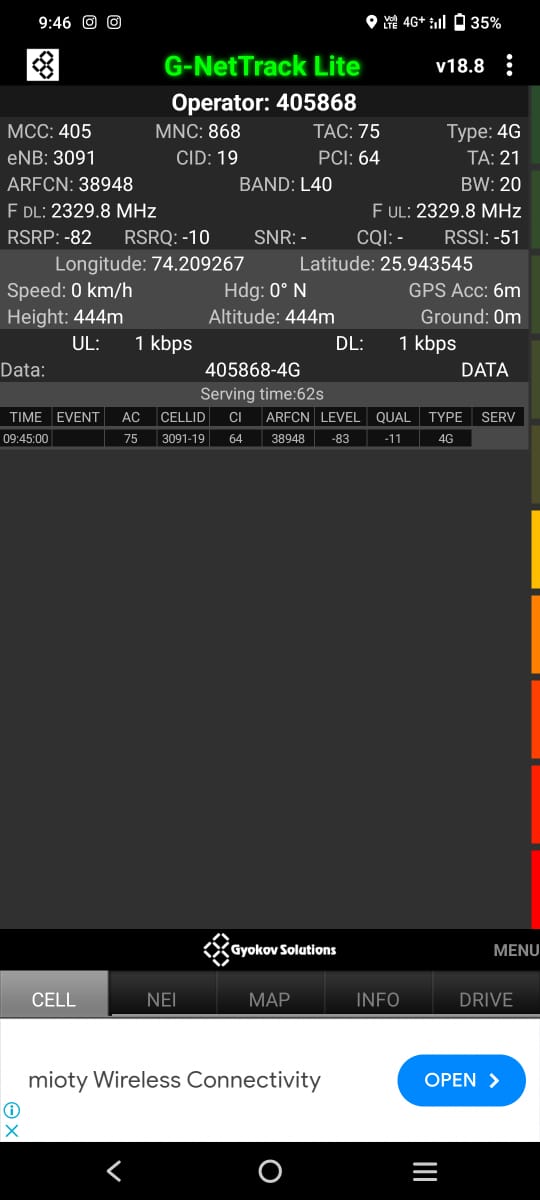 9:46 Vo) LTE 4G+ 35%
G-NetTrack Lite v18.8
Operator: 405868
MCC: 405 MNC: 868 TAC: 75 Type: 4G
eNB: 3091 CID: 19 PCI: 64 TA: 21
ARFCN: 38948 BAND: L40 BW: 20
F DL: 2329.8 MHz F UL: 2329.8 MHz
RSRP: -82 RSRQ: -10 SNR: - CQI: - RSSI: -51
Longitude: 74.209267 Latitude: 25.943545
Speed: 0 km/h Hdg: 0° N GPS Acc: 6m
Height: 444m Altitude: 444m Ground: 0m
UL: 1 kbps DL: 1 kbps
Data: 405868-4G DATA
Serving time:62s
TIME EVENT AC CELLID CI ARFCN LEVEL QUAL TYPE SERV
09:45:00 75 3091-19 64 38948 -83 -11 4G
Gyokov Solutions MENU
CELL NEI MAP INFO DRIVE
mioty Wireless Connectivity OPEN